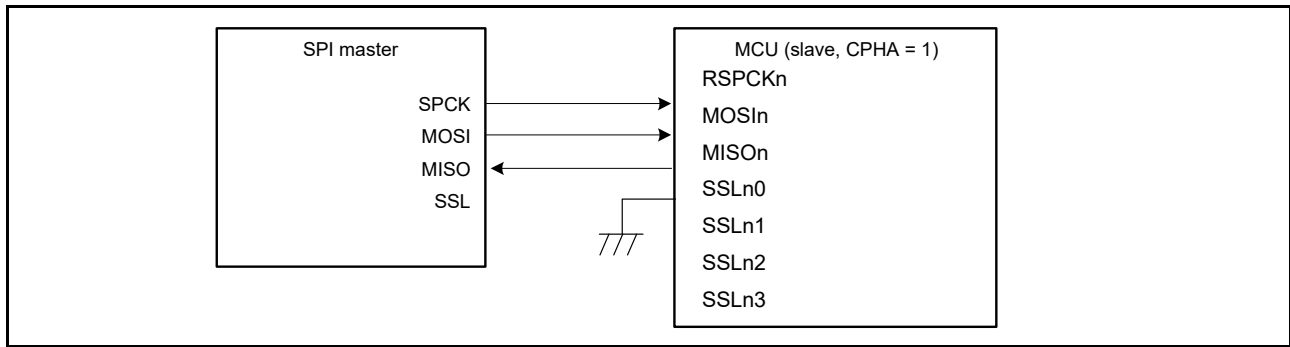 SPI master
SPCK
MOSI
MISO
SSL
MCU (slave, CPHA = 1)
RSPCKn
MOSIn
MISOn
SSLn0
SSLn1
SSLn2
SSLn3